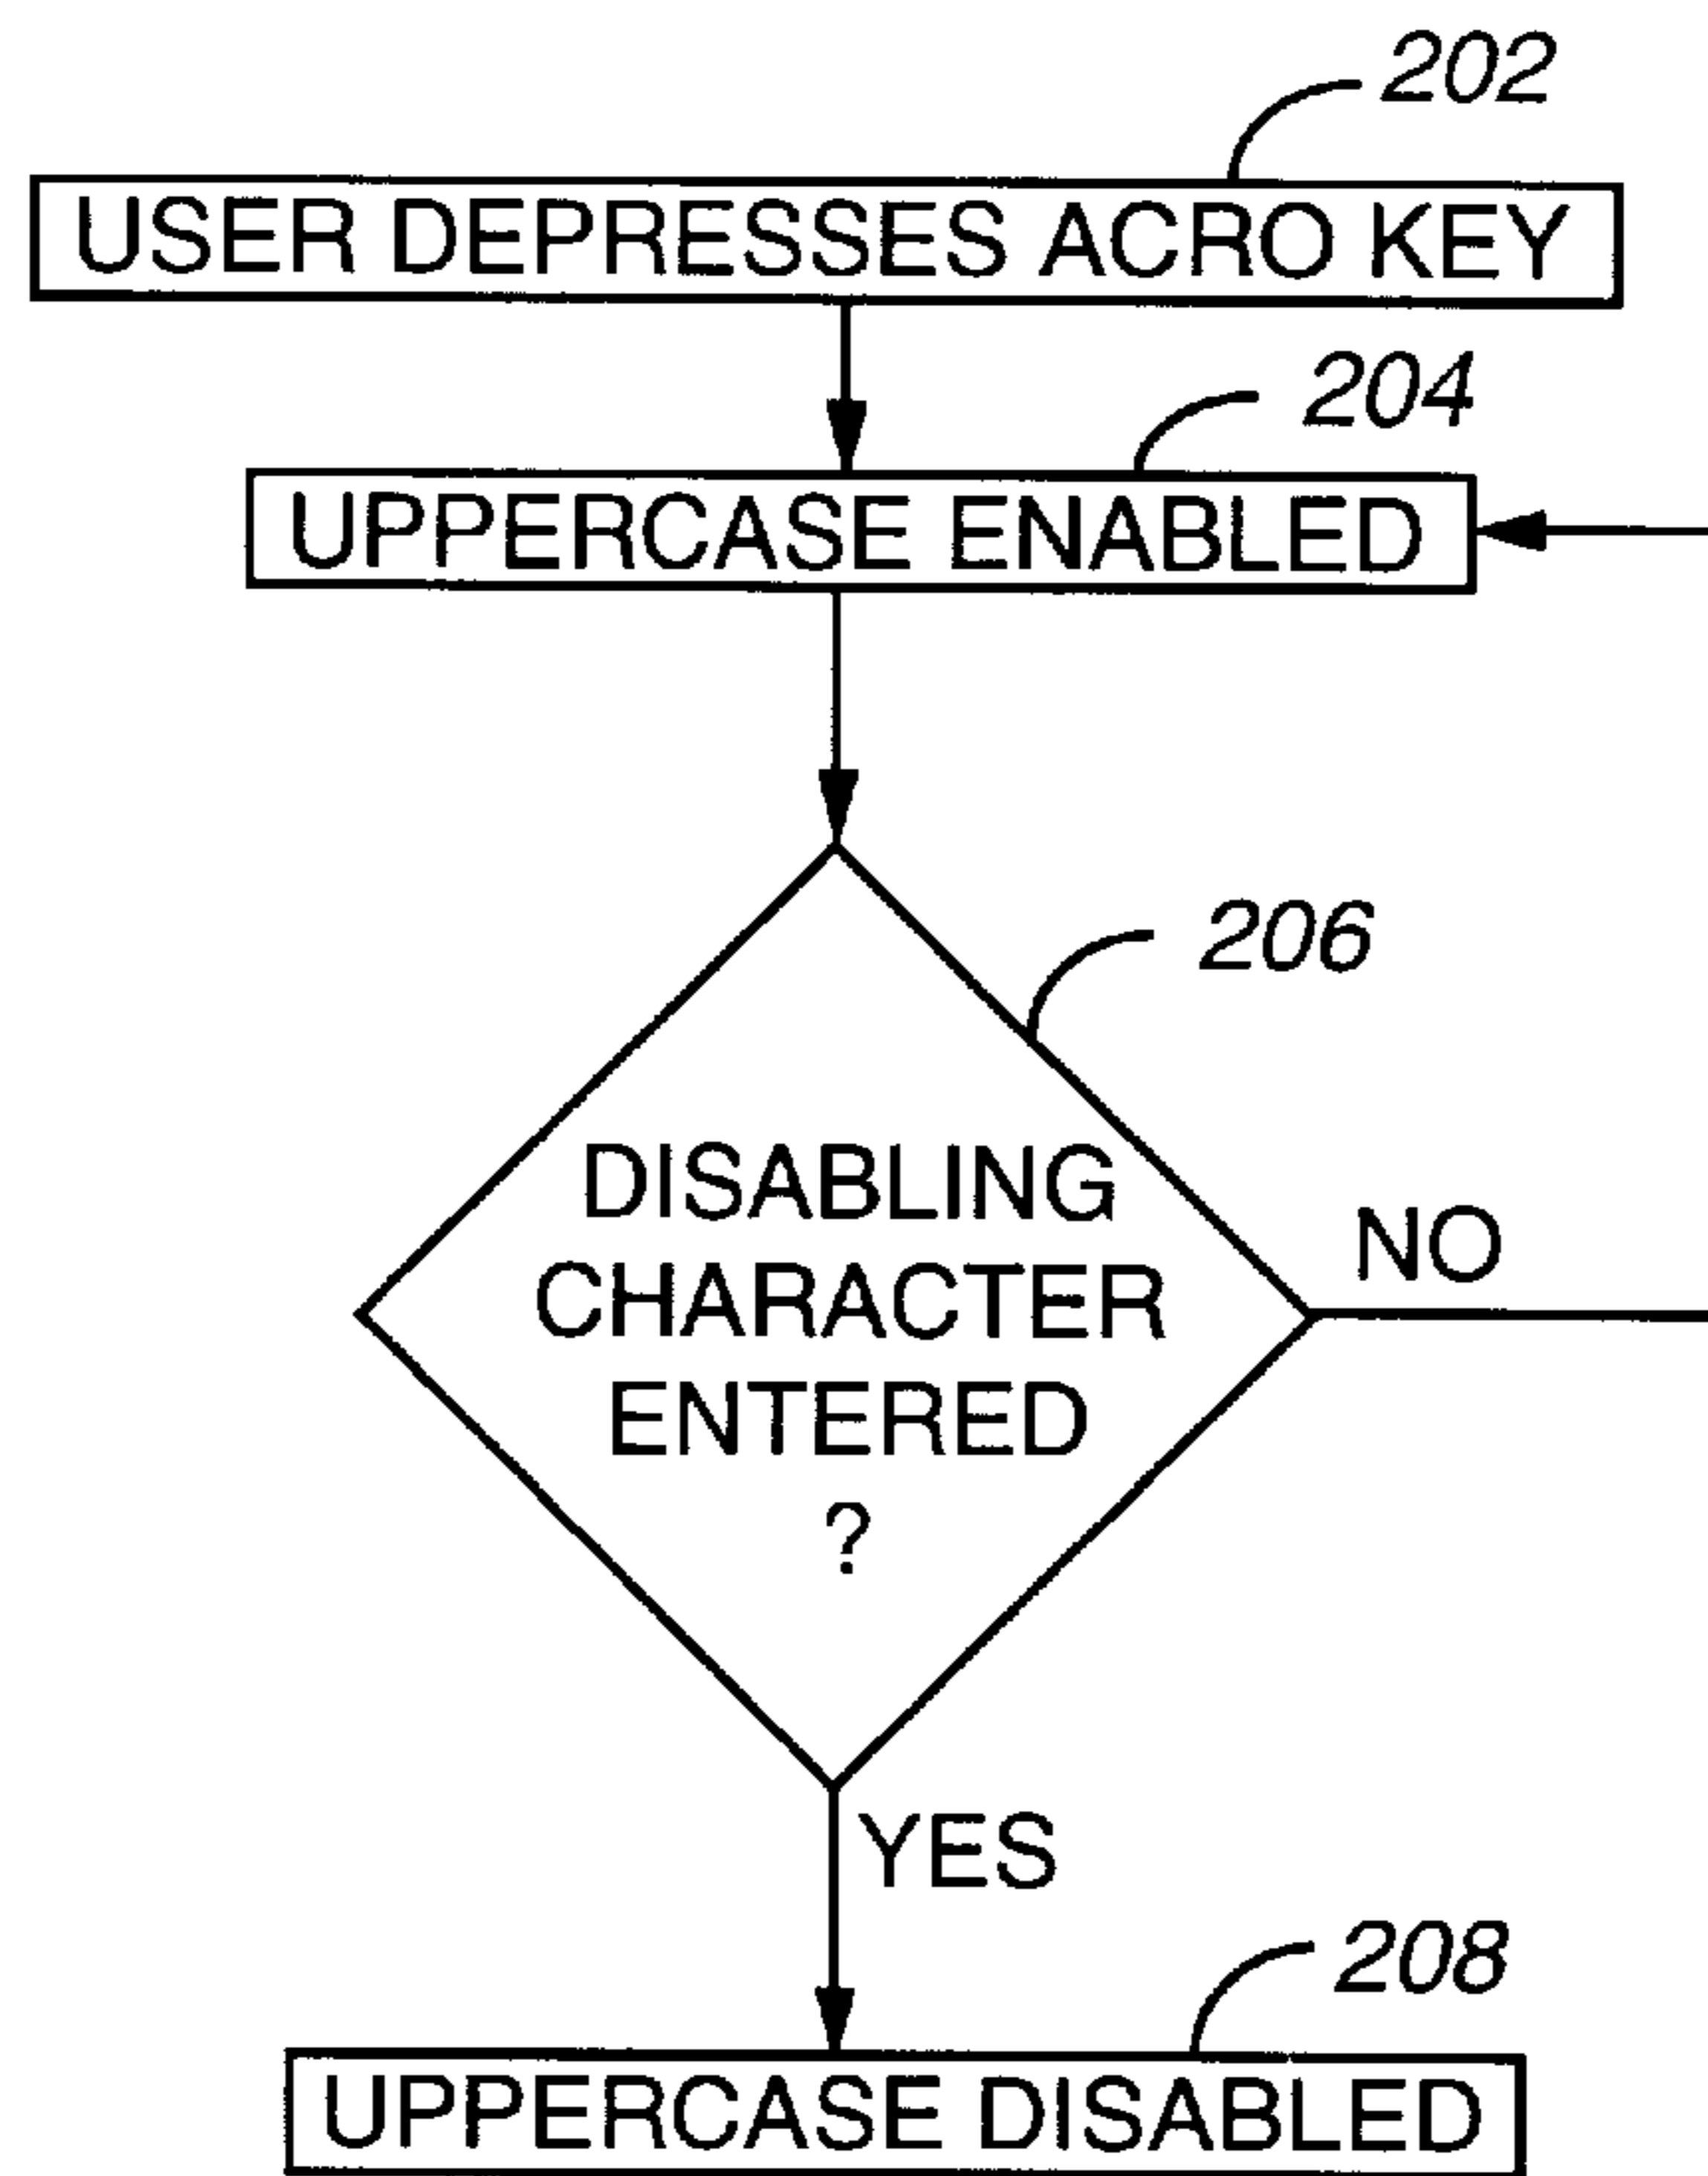 202
USER DEPRESSES ACRO KEY
204
UPPERCASE ENABLED
206
DISABLING
CHARACTER
ENTERED
?
NO
YES
208
UPPERCASE DISABLED